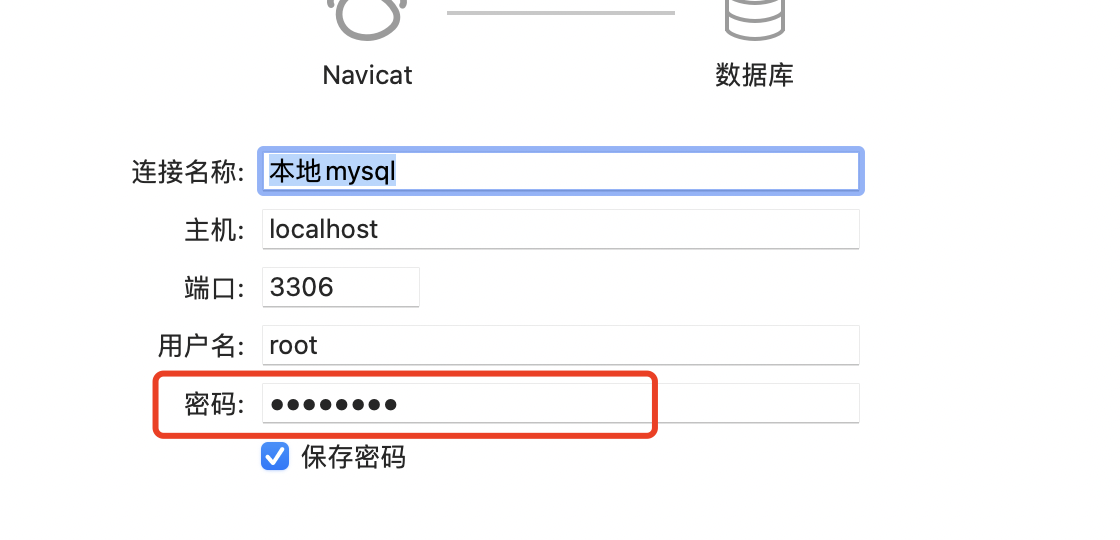 Navicat 数据库
连接名称: 本地mysql
主机: localhost
端口: 3306
用户名: root
密码: ●●●●●●●●
保存密码